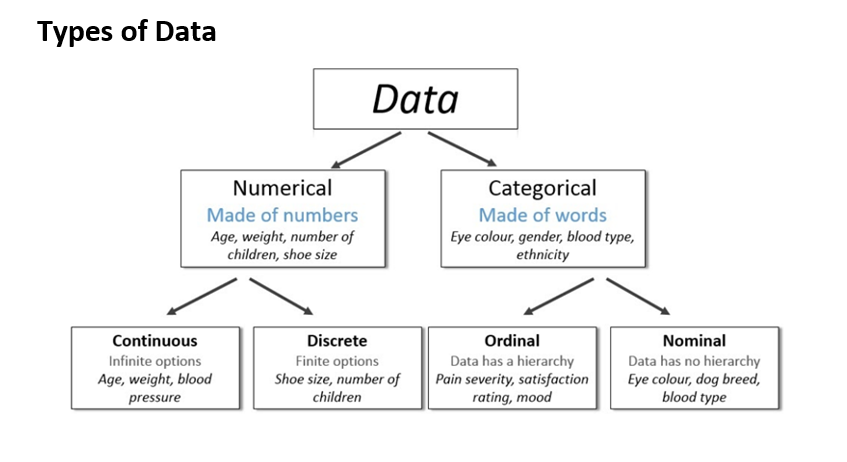 Types of Data
Data
Numerical
Made of numbers
Age, weight, number of
children, shoe size
Categorical
Made of words
Eye colour, gender, blood type,
ethnicity
Continuous
Infinite options
Age, weight, blood
pressure
Discrete
Finite options
Shoe size, number of
children
Ordinal
Data has a hierarchy
Pain severity, satisfaction
rating, mood
Nominal
Data has no hierarchy
Eye colour, dog breed,
blood type